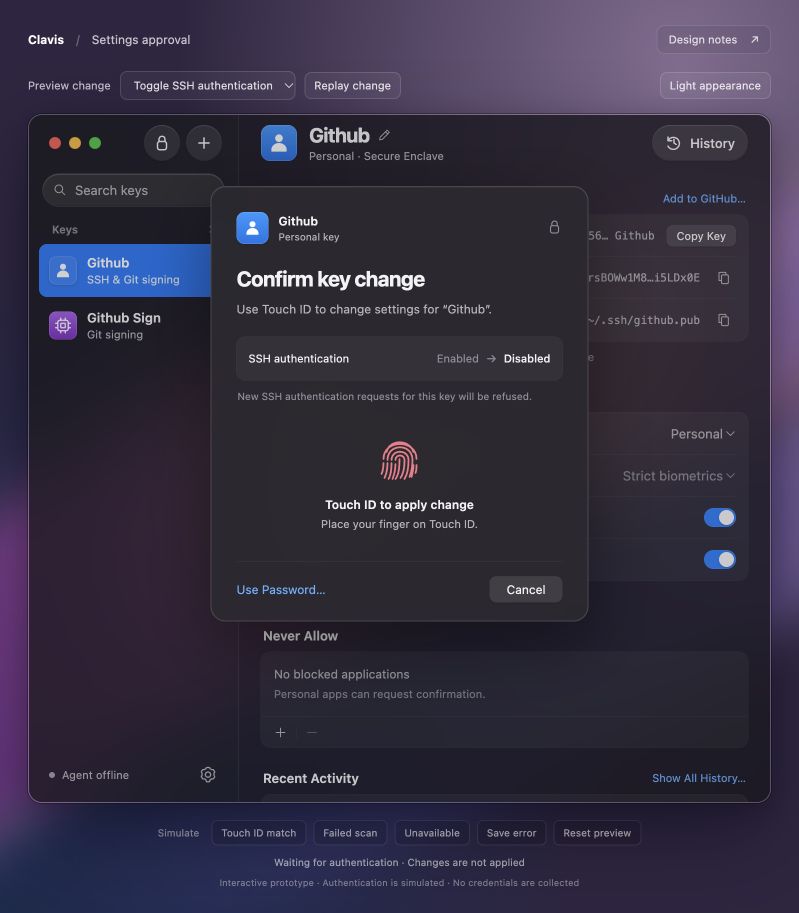 Clavis / Settings approval
Design notes
Preview change Toggle SSH authentication Replay change
Light appearance
Github
Personal · Secure Enclave
History
Search keys
Add to GitHub…
Keys
Github
SSH & Git signing
Github Sign
Git signing
56… Github Copy Key
rsBOWw1M8…i5LDx0E
~/.ssh/github.pub
Github
Personal key
Confirm key change
Use Touch ID to change settings for “Github”.
SSH authentication Enabled → Disabled
New SSH authentication requests for this key will be refused.
Touch ID to apply change
Place your finger on Touch ID.
Use Password… Cancel
Personal
Strict biometrics
Never Allow
No blocked applications
Personal apps can request confirmation.
Recent Activity Show All History…
Agent offline
Simulate Touch ID match Failed scan Unavailable Save error Reset preview
Waiting for authentication · Changes are not applied
Interactive prototype · Authentication is simulated · No credentials are collected